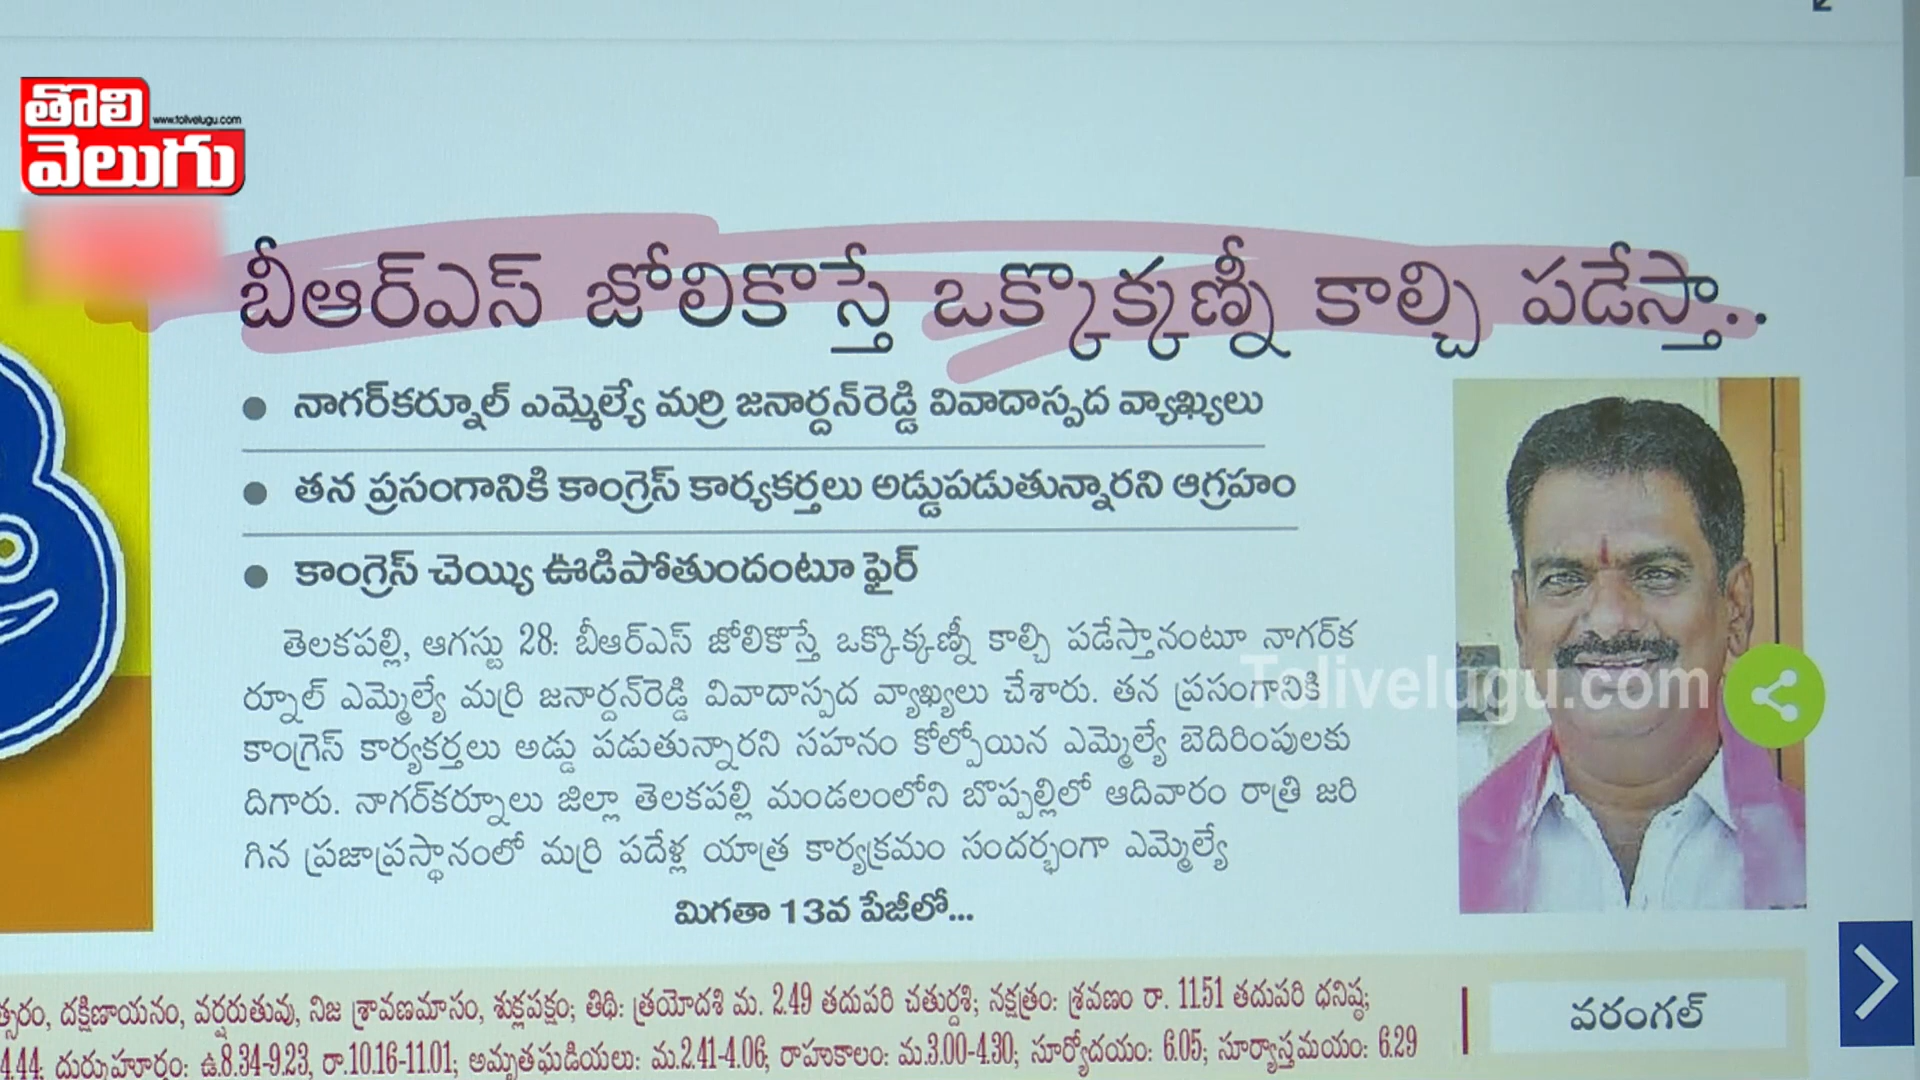 తొలి
www.tolivelugu.com
వెలుగు
బీఆర్ఎస్ జోలికొస్తే ఒక్కొక్కణ్నీ కాల్చి పడేస్తా..
● నాగర్‌కర్నూల్ ఎమ్మెల్యే మర్రి జనార్దన్‌రెడ్డి వివాదాస్పద వ్యాఖ్యలు
● తన ప్రసంగానికి కాంగ్రెస్ కార్యకర్తలు అడ్డుపడుతున్నారని ఆగ్రహం
● కాంగ్రెస్ చెయ్యి ఊడిపోతుందంటూ ఫైర్
తెలకపల్లి, ఆగస్టు 28: బీఆర్ఎస్ జోలికొస్తే ఒక్కొక్కణ్నీ కాల్చి పడేస్తానంటూ నాగర్‌క
ర్నూల్ ఎమ్మెల్యే మర్రి జనార్దన్‌రెడ్డి వివాదాస్పద వ్యాఖ్యలు చేశారు. తన ప్రసంగానికి
కాంగ్రెస్ కార్యకర్తలు అడ్డు పడుతున్నారని సహనం కోల్పోయిన ఎమ్మెల్యే బెదిరింపులకు
దిగారు. నాగర్‌కర్నూలు జిల్లా తెలకపల్లి మండలంలోని బొప్పల్లిలో ఆదివారం రాత్రి జరి
గిన ప్రజాప్రస్థానంలో మర్రి పదేళ్ల యాత్ర కార్యక్రమం సందర్భంగా ఎమ్మెల్యే
మిగతా 13వ పేజీలో...
Tolivelugu.com
దక్షిణాయనం, వర్షరుతువు, నిజ శ్రావణమాసం, శుక్లపక్షం; తిథి: త్రయోదశి మ. 2.49 తదుపరి చతుర్దశి; నక్షత్రం: శ్రవణం రా. 11.51 తదుపరి ధనిష్ఠ;
4.44; దుర్ముహూర్తం: ఉ.8.34-9.23, రా.10.16-11.01; అమృతఘడియలు: మ.2.41-4.06; రాహుకాలం: మ.3.00-4.30; సూర్యోదయం: 6.05; సూర్యాస్తమయం: 6.29
వరంగల్